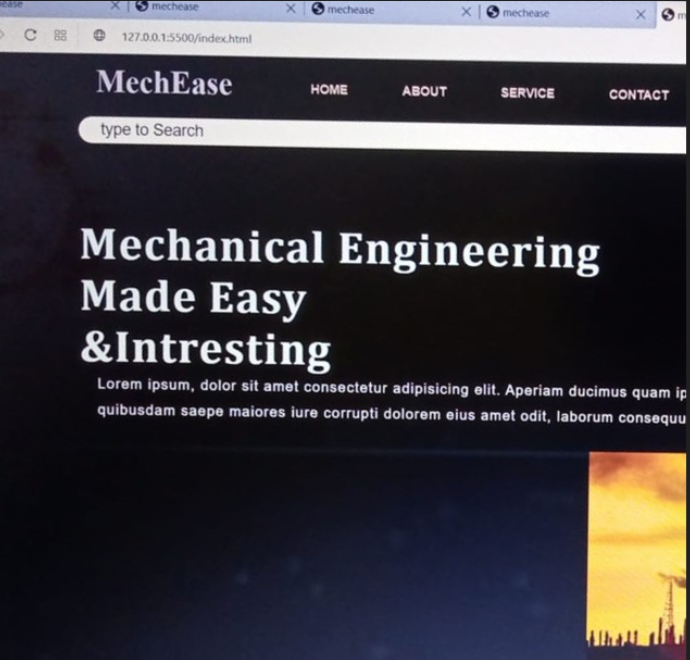 ease
mechease
mechease
mechease
m
127.0.0.1:5500/index.html
MechEase
HOME
ABOUT
SERVICE
CONTACT
type to Search
Mechanical Engineering
Made Easy
&Intresting
Lorem ipsum, dolor sit amet consectetur adipisicing elit. Aperiam ducimus quam ip
quibusdam saepe maiores iure corrupti dolorem eius amet odit, laborum consequu